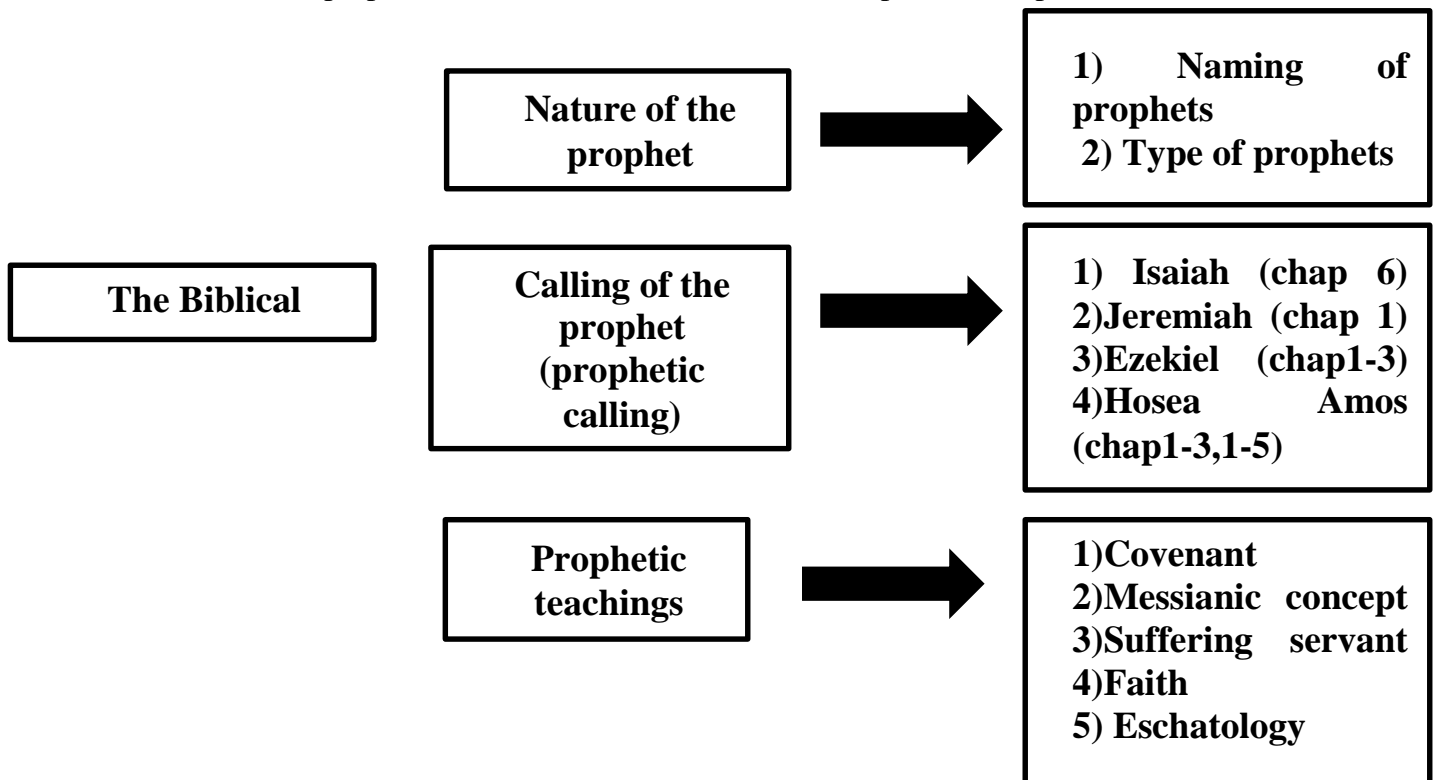 Nature of the
prophet
1) Naming of
prophets
2) Type of prophets
The Biblical
Calling of the
prophet
(prophetic
calling)
1) Isaiah (chap 6)
2)Jeremiah (chap 1)
3)Ezekiel (chap1-3)
4)Hosea Amos
(chap1-3,1-5)
Prophetic
teachings
1)Covenant
2)Messianic concept
3)Suffering servant
4)Faith
5) Eschatology